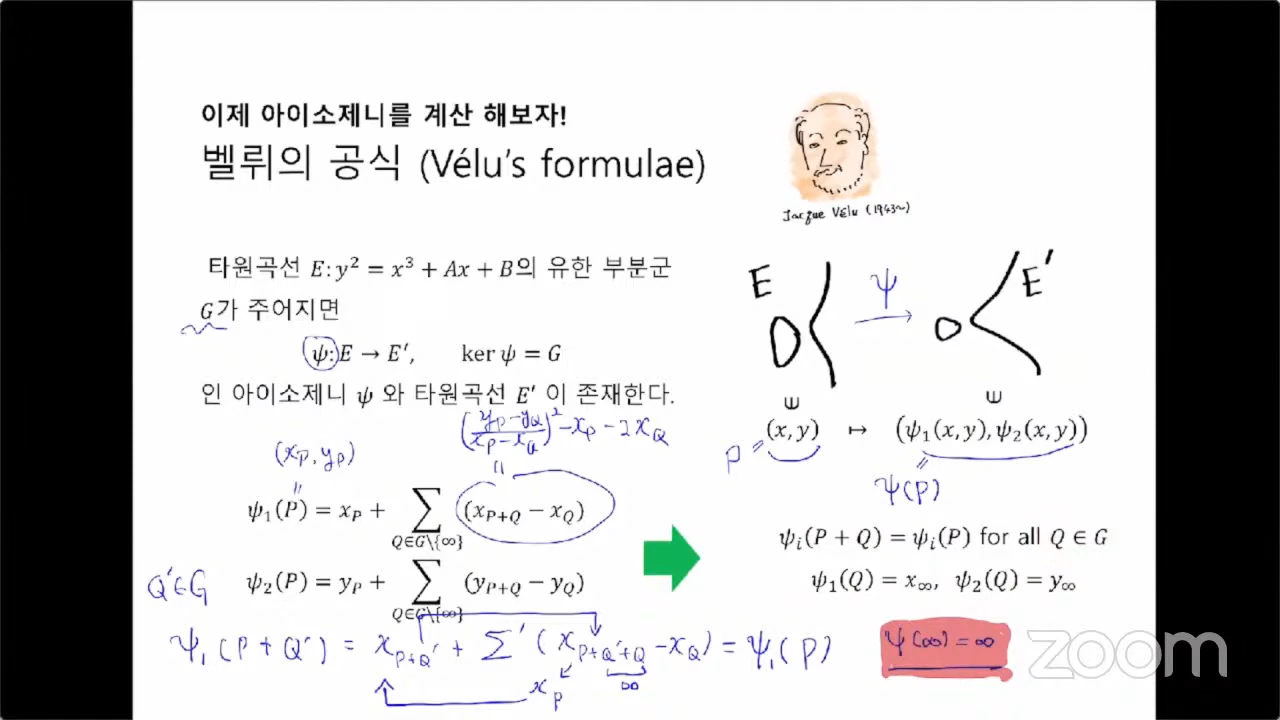 이제 아이소제니를 계산 해보자!
벨뤼의 공식 (Vélu's formulae)
Jacque Vélu (1943~)
타원곡선 E: y² = x³ + Ax + B의 유한 부분군
G가 주어지면
ψ: E → E′, ker ψ = G
인 아이소제니 ψ 와 타원곡선 E′ 이 존재한다.
((y_P − y_Q)/(x_P − x_Q))² − x_P − 2x_Q
(x_P, y_P)
ψ₁(P) = x_P + ∑_{Q∈G\{∞}} (x_{P+Q} − x_Q)
Q′∈G
ψ₂(P) = y_P + ∑_{Q∈G\{∞}} (y_{P+Q} − y_Q)
ψ₁(P + Q′) = x_{P+Q′} + ∑′ (x_{P+Q′+Q} − x_Q) = ψ₁(P)
x_P
∞
E ψ E′
(x, y) ↦ (ψ₁(x, y), ψ₂(x, y))
P
ψ(P)
ψᵢ(P + Q) = ψᵢ(P) for all Q ∈ G
ψ₁(Q) = x_∞, ψ₂(Q) = y_∞
ψ(∞) = ∞
zoom